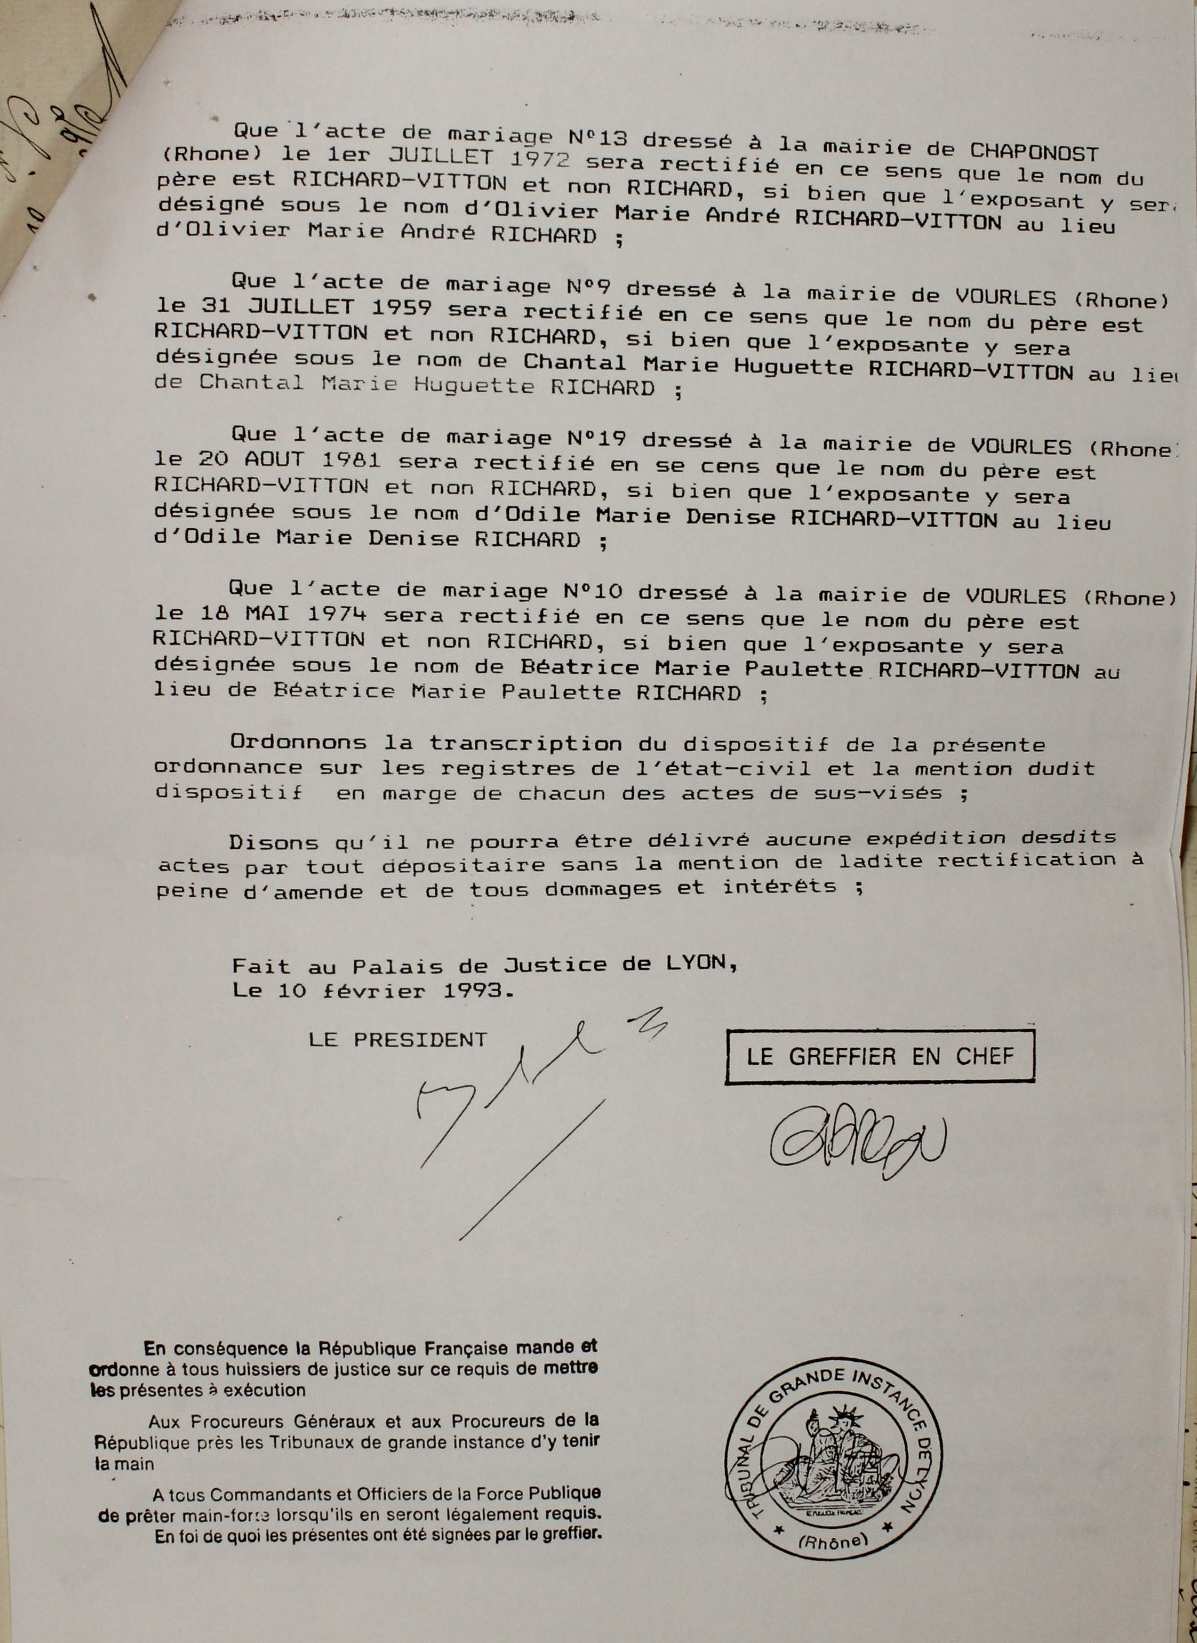 Que l'acte de mariage N°13 dressé à la mairie de CHAPONOST
(Rhone) le 1er JUILLET 1972 sera rectifié en ce sens que le nom du
père est RICHARD-VITTON et non RICHARD, si bien que l'exposant y sera
désigné sous le nom d'Olivier Marie André RICHARD-VITTON au lieu
d'Olivier Marie André RICHARD ;
Que l'acte de mariage N°9 dressé à la mairie de VOURLES (Rhone)
le 31 JUILLET 1959 sera rectifié en ce sens que le nom du père est
RICHARD-VITTON et non RICHARD, si bien que l'exposante y sera
désignée sous le nom de Chantal Marie Huguette RICHARD-VITTON au lieu
de Chantal Marie Huguette RICHARD ;
Que l'acte de mariage N°19 dressé à la mairie de VOURLES (Rhone)
le 20 AOUT 1981 sera rectifié en se cens que le nom du père est
RICHARD-VITTON et non RICHARD, si bien que l'exposante y sera
désignée sous le nom d'Odile Marie Denise RICHARD-VITTON au lieu
d'Odile Marie Denise RICHARD ;
Que l'acte de mariage N°10 dressé à la mairie de VOURLES (Rhone)
le 18 MAI 1974 sera rectifié en ce sens que le nom du père est
RICHARD-VITTON et non RICHARD, si bien que l'exposante y sera
désignée sous le nom de Béatrice Marie Paulette RICHARD-VITTON au
lieu de Béatrice Marie Paulette RICHARD ;
Ordonnons la transcription du dispositif de la présente
ordonnance sur les registres de l'état-civil et la mention dudit
dispositif en marge de chacun des actes de sus-visés ;
Disons qu'il ne pourra être délivré aucune expédition desdits
actes par tout dépositaire sans la mention de ladite rectification à
peine d'amende et de tous dommages et intérêts ;
Fait au Palais de Justice de LYON,
Le 10 février 1993.
LE PRESIDENT
LE GREFFIER EN CHEF
En conséquence la République Française mande et
ordonne à tous huissiers de justice sur ce requis de mettre
les présentes à exécution
Aux Procureurs Généraux et aux Procureurs de la
République près les Tribunaux de grande instance d'y tenir
la main
A tous Commandants et Officiers de la Force Publique
de prêter main-forte lorsqu'ils en seront légalement requis.
En foi de quoi les présentes ont été signées par le greffier.
TRIBUNAL DE GRANDE INSTANCE DE LYON
(Rhône)